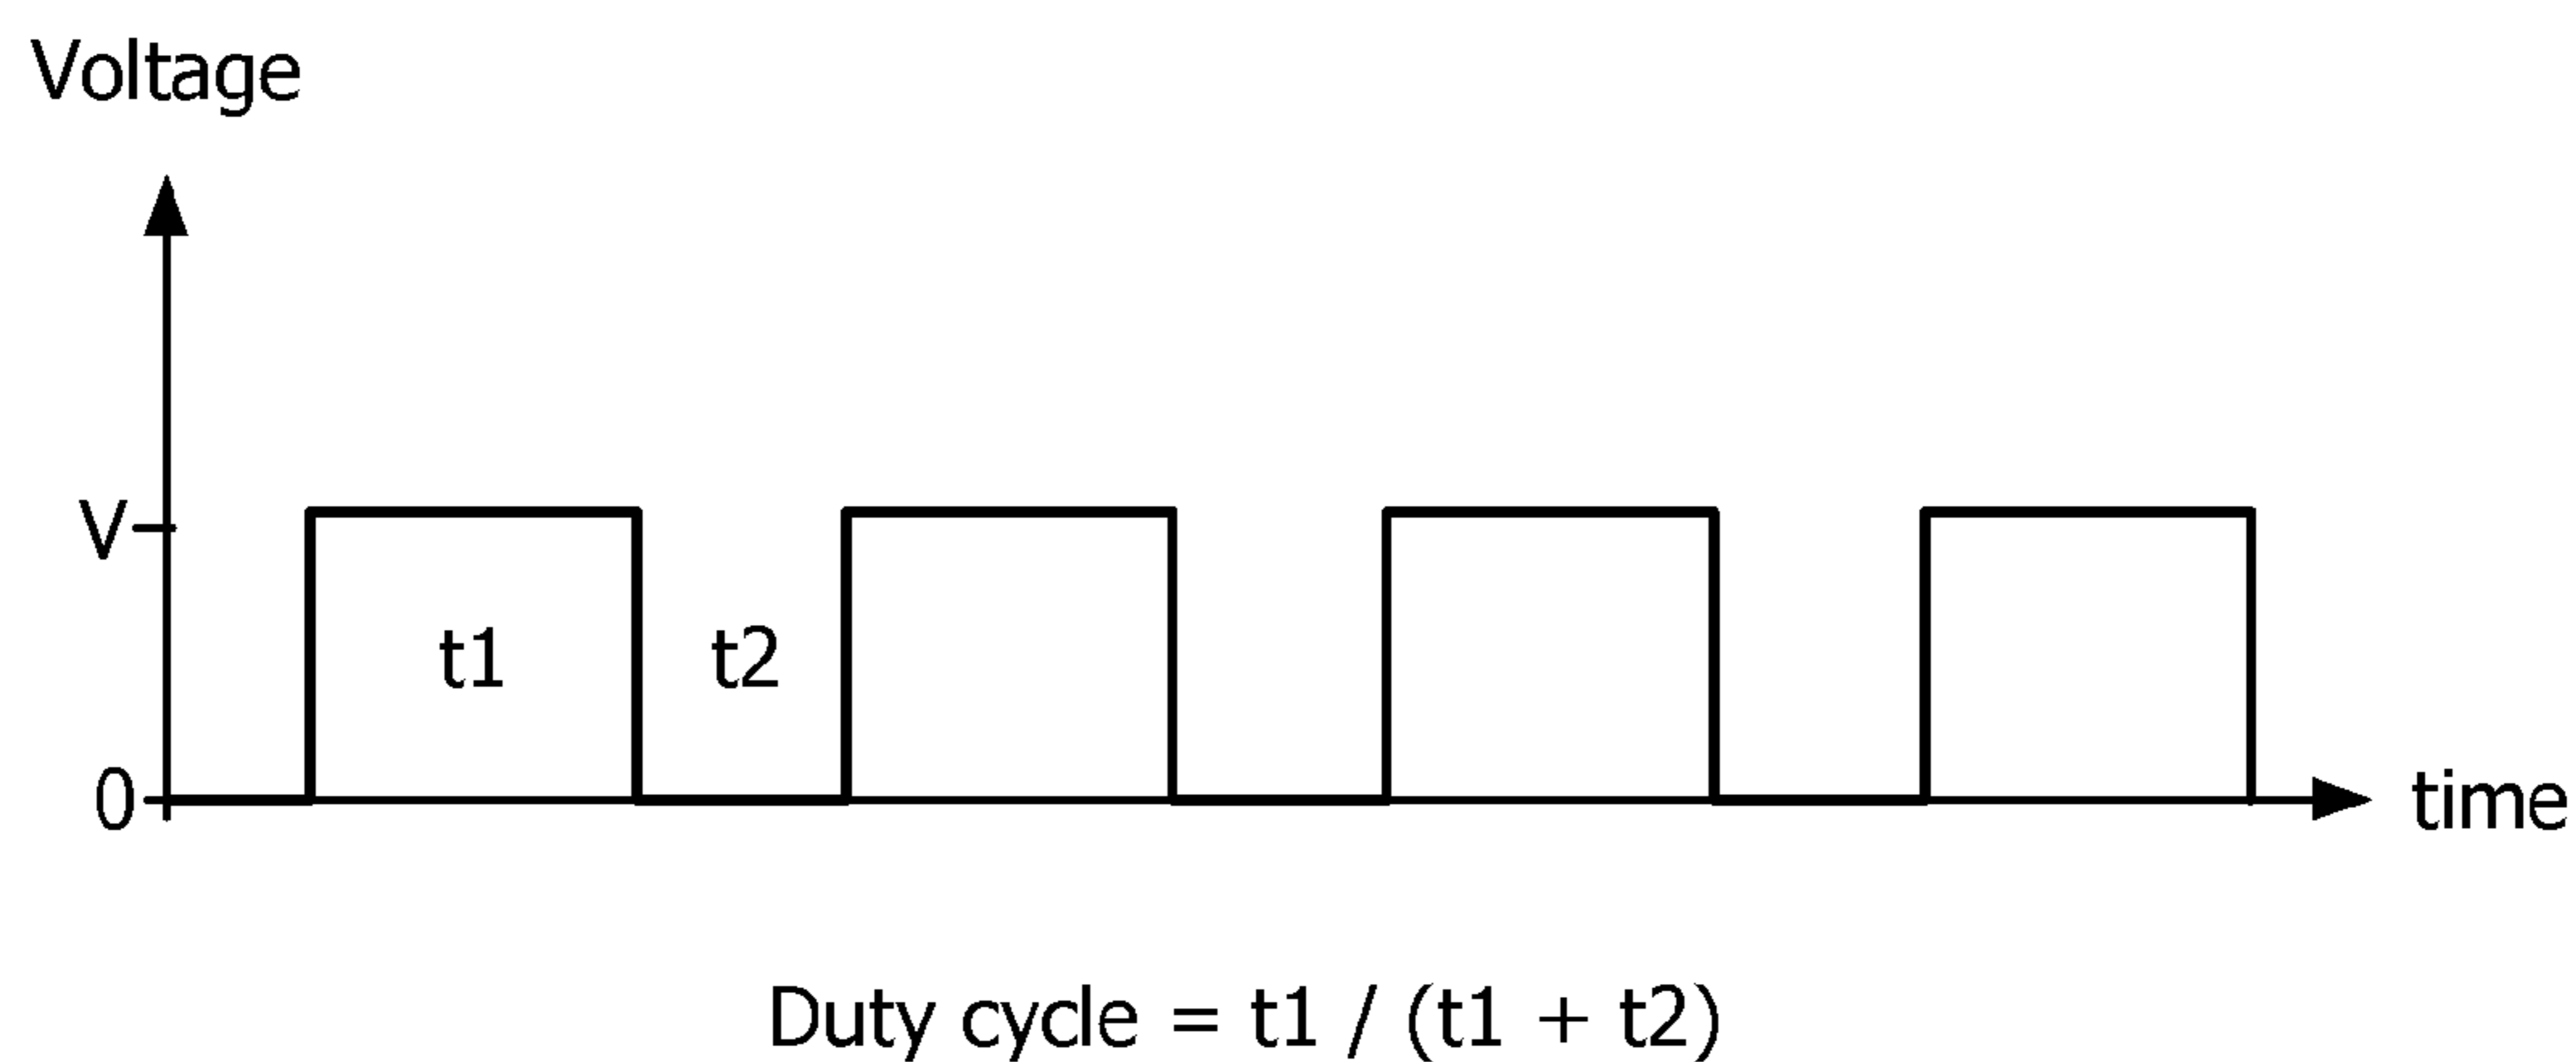 Voltage
V
t1 t2
0
time
Duty cycle = t1 / (t1 + t2)